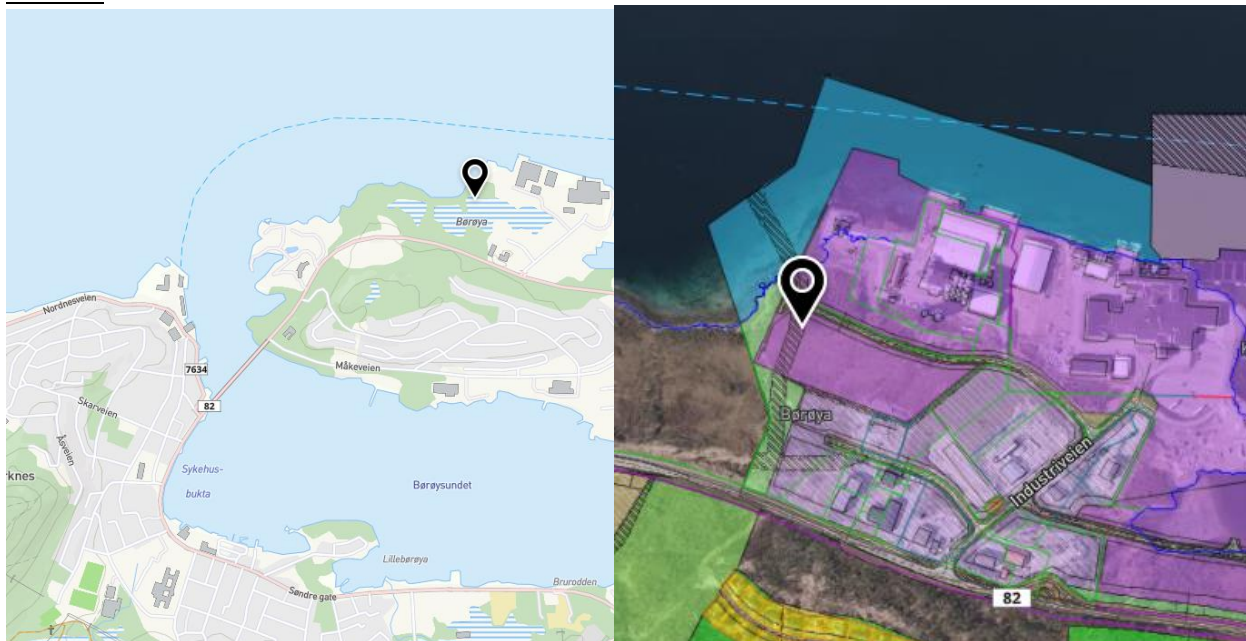 Børøya
Nordnesveien
7634
Måkeveien
82
Skarveien
Åsveien
rknes
Sykehus-
bukta
Børøysundet
Lillebørøya
Søndre gate
Brurodden
Børøya
Industriveien
K
82